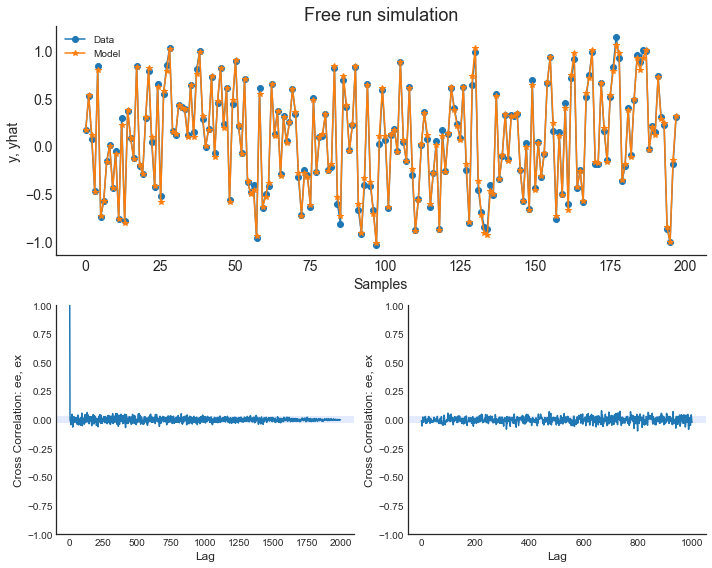 Free run simulation
Data
Model
y, yhat
1.0
0.5
0.0
−0.5
−1.0
0 25 50 75 100 125 150 175 200
Samples
Cross Correlation: ee, ex
1.00
0.75
0.50
0.25
0.00
−0.25
−0.50
−0.75
−1.00
0 250 500 750 1000 1250 1500 1750 2000
Lag
Cross Correlation: ee, ex
1.00
0.75
0.50
0.25
0.00
−0.25
−0.50
−0.75
−1.00
0 200 400 600 800 1000
Lag